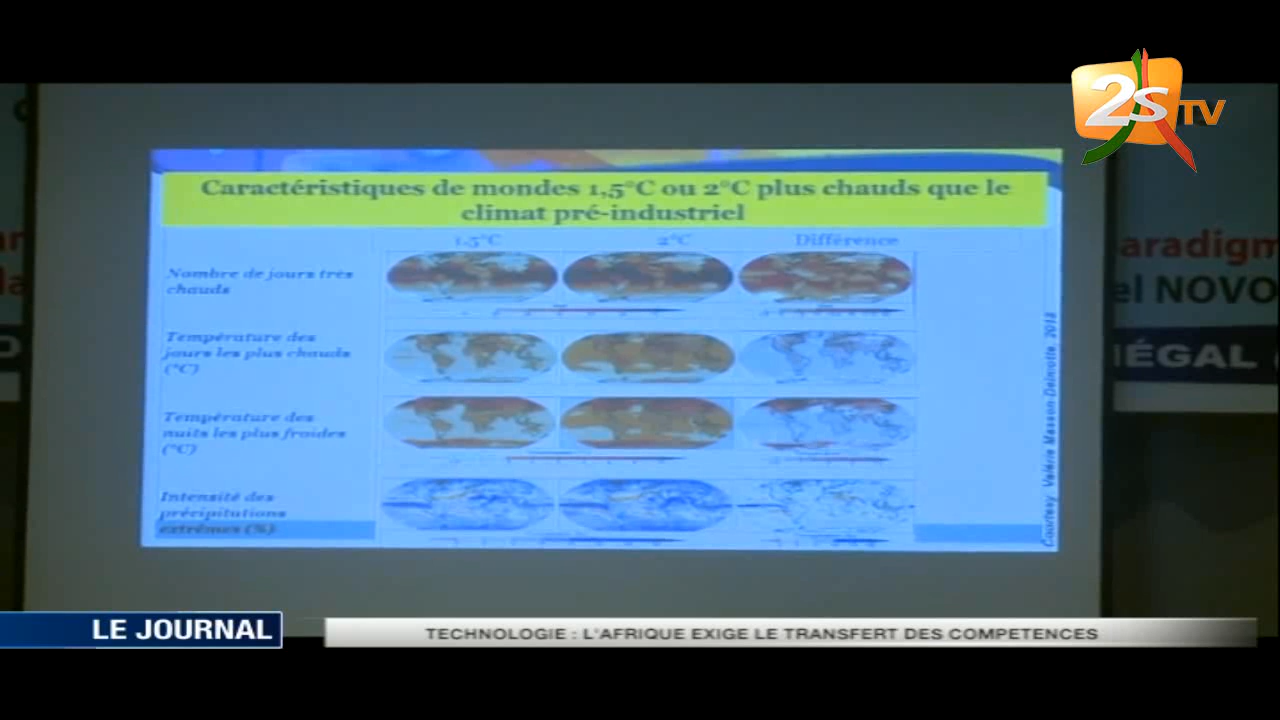 2S TV
Caractéristiques de mondes 1,5°C ou 2°C plus chauds que le
climat pré-industriel
1.5°C 2°C Différence
Nombre de jours très
chauds
Température des
jours les plus chauds
(°C)
Température des
nuits les plus froides
(°C)
Intensité des
précipitutions
extrêmes (%)
Courtesy Valérie Masson-Delmotte, 2018
aradigm
el NOVO
ÉGAL
LE JOURNAL
TECHNOLOGIE : L'AFRIQUE EXIGE LE TRANSFERT DES COMPETENCES